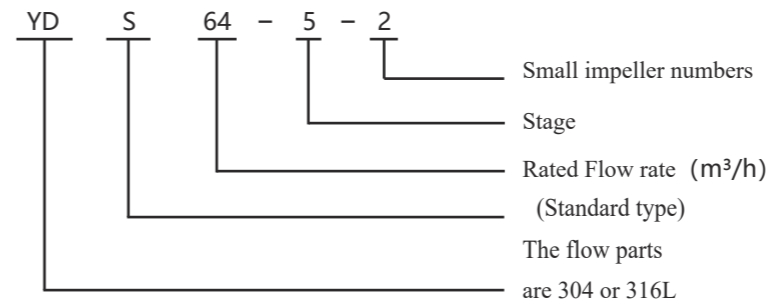 YD S 64 – 5 – 2
Small impeller numbers
Stage
Rated Flow rate (m³/h)
(Standard type)
The flow parts
are 304 or 316L